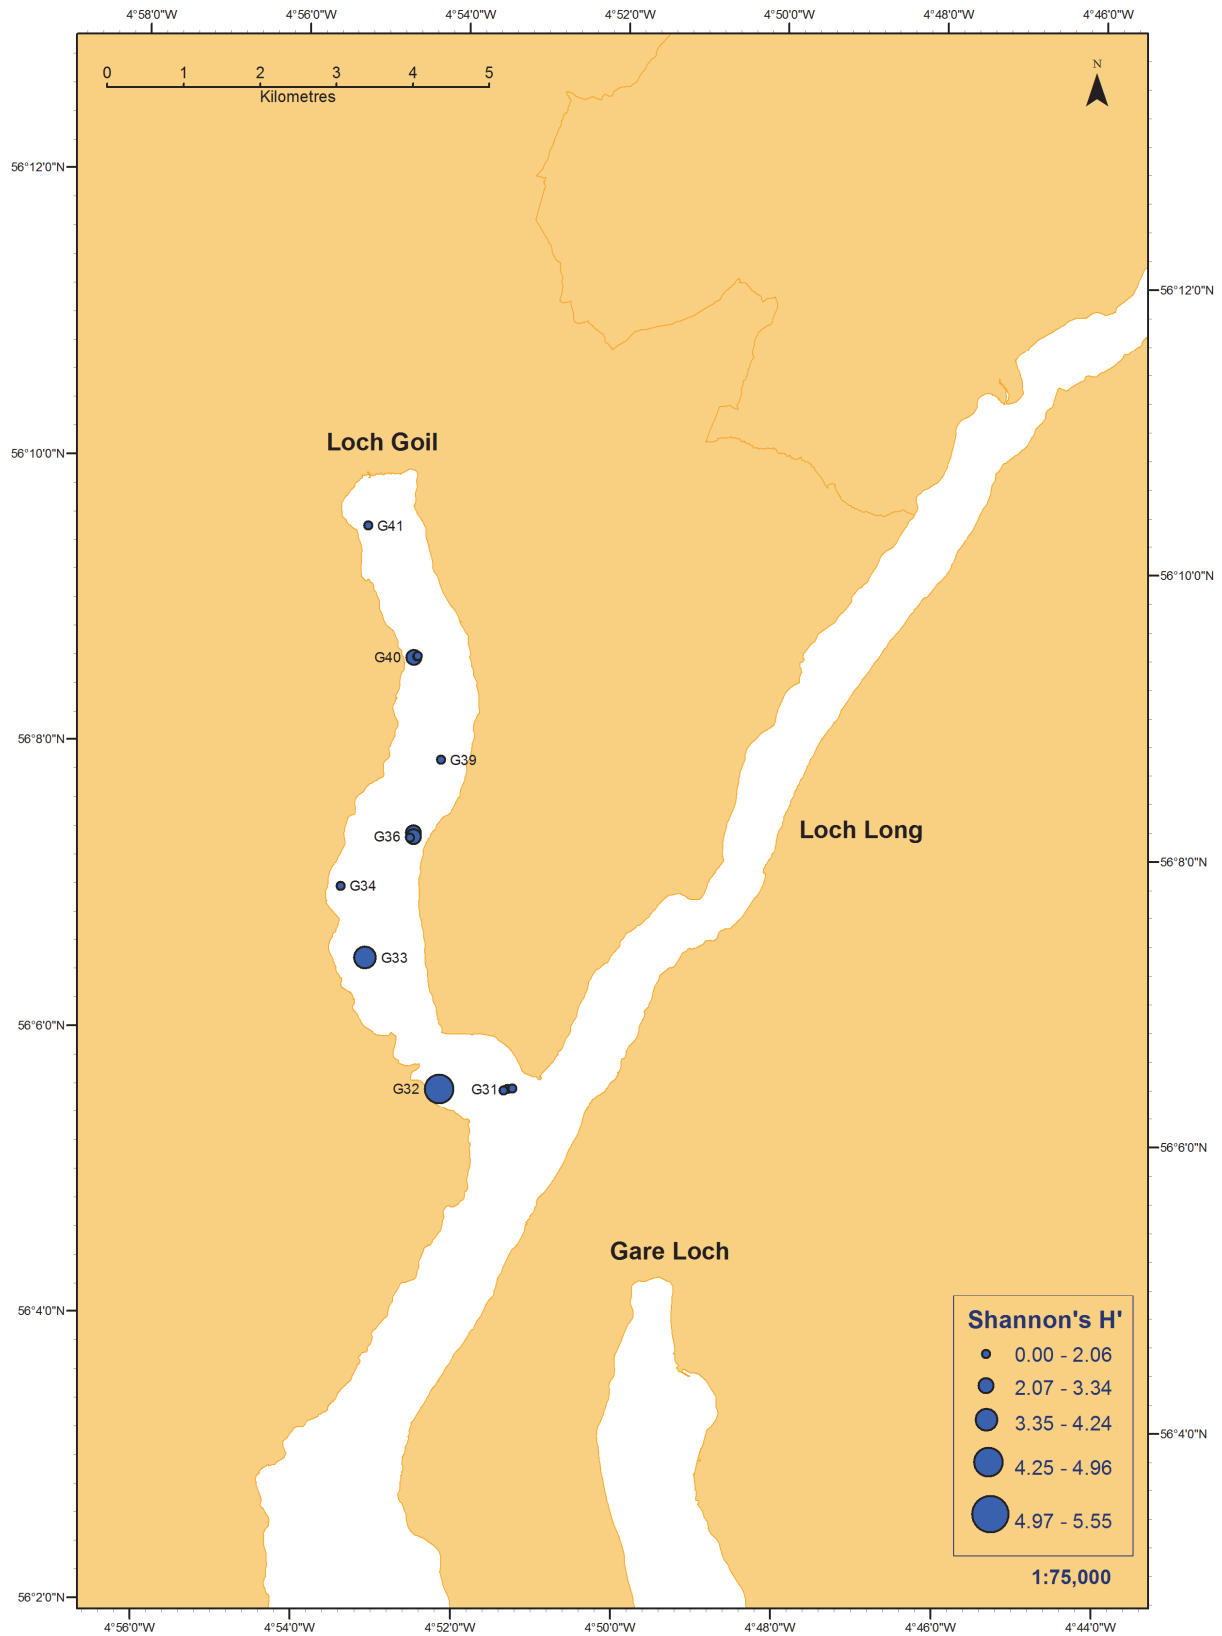 4°58'0"W 4°56'0"W 4°54'0"W 4°52'0"W 4°50'0"W 4°48'0"W 4°46'0"W
0 1 2 3 4 5
Kilometres
N
56°12'0"N
56°12'0"N
Loch Goil
56°10'0"N
G41
56°10'0"N
G40
56°8'0"N
G39
Loch Long
G36
56°8'0"N
G34
G33
56°6'0"N
G32
G31
56°6'0"N
Gare Loch
56°4'0"N
Shannon's H'
0.00 - 2.06
2.07 - 3.34
3.35 - 4.24
56°4'0"N
4.25 - 4.96
4.97 - 5.55
1:75,000
56°2'0"N
4°56'0"W 4°54'0"W 4°52'0"W 4°50'0"W 4°48'0"W 4°46'0"W 4°44'0"W